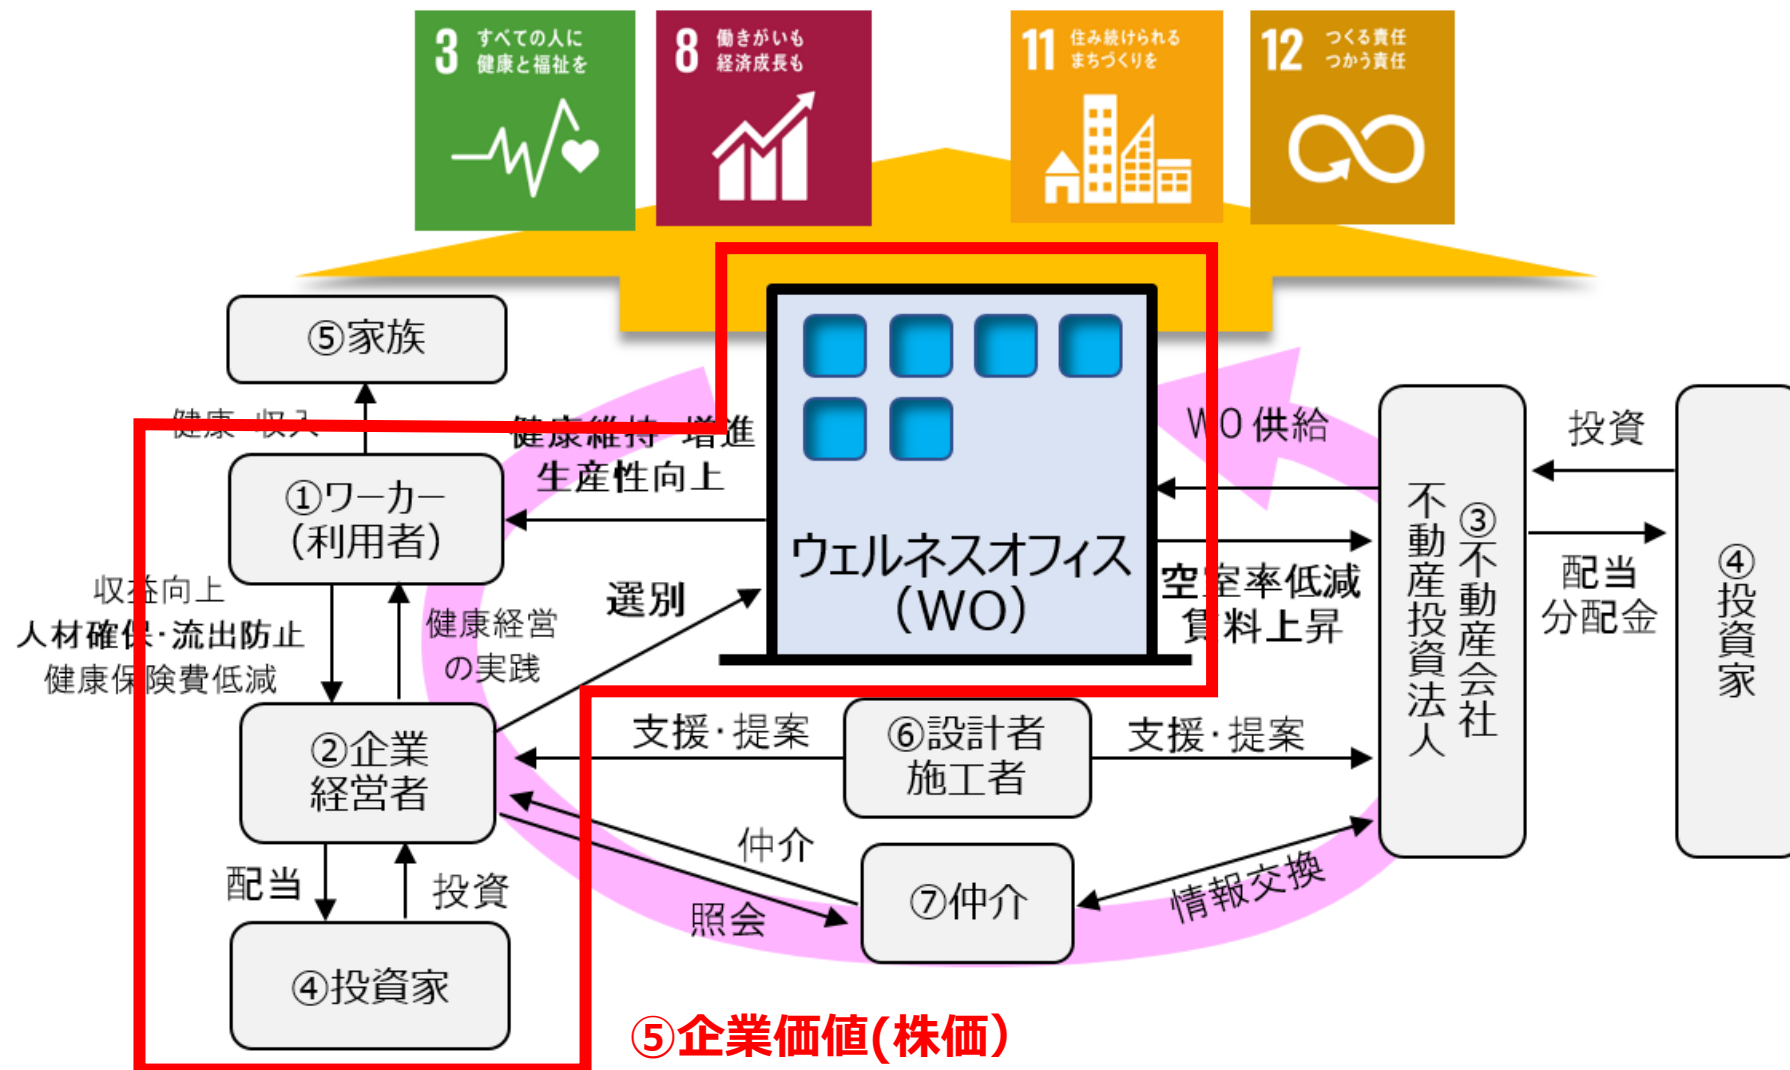 3 すべての人に
健康と福祉を
8 働きがいも
経済成長も
11 住み続けられる
まちづくりを
12 つくる責任
つかう責任
⑤家族
健康・収入
健康維持・増進
生産性向上
①ワーカー
（利用者）
収益向上
人材確保・流出防止
健康保険費低減
健康経営
の実践
選別
ウェルネスオフィス
（WO）
WO 供給
空室率低減
賃料上昇
③不動産会社
不動産投資法人
投資
配当
分配金
④投資家
②企業
経営者
支援・提案
⑥設計者
施工者
支援・提案
仲介
照会
⑦仲介
情報交換
配当
投資
④投資家
⑤企業価値(株価）